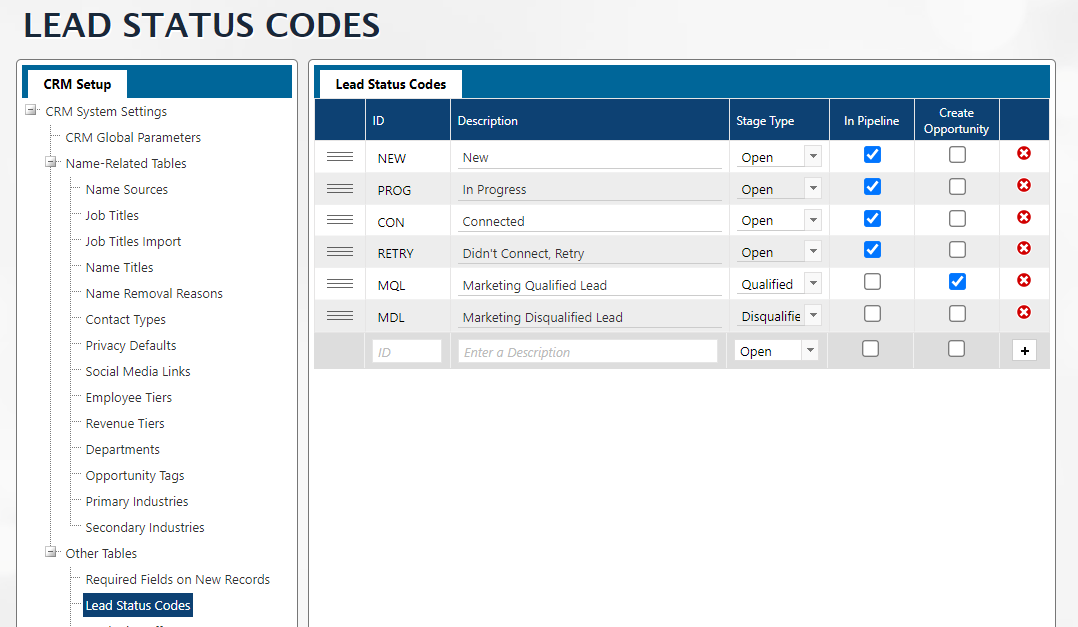 LEAD STATUS CODES
CRM Setup
CRM System Settings
CRM Global Parameters
Name-Related Tables
Name Sources
Job Titles
Job Titles Import
Name Titles
Name Removal Reasons
Contact Types
Privacy Defaults
Social Media Links
Employee Tiers
Revenue Tiers
Departments
Opportunity Tags
Primary Industries
Secondary Industries
Other Tables
Required Fields on New Records
Lead Status Codes
Lead Status Codes
ID Description Stage Type In Pipeline Create
Opportunity
NEW New Open
PROG In Progress Open
CON Connected Open
RETRY Didn't Connect, Retry Open
MQL Marketing Qualified Lead Qualified
MDL Marketing Disqualified Lead Disqualifie
ID Enter a Description Open +